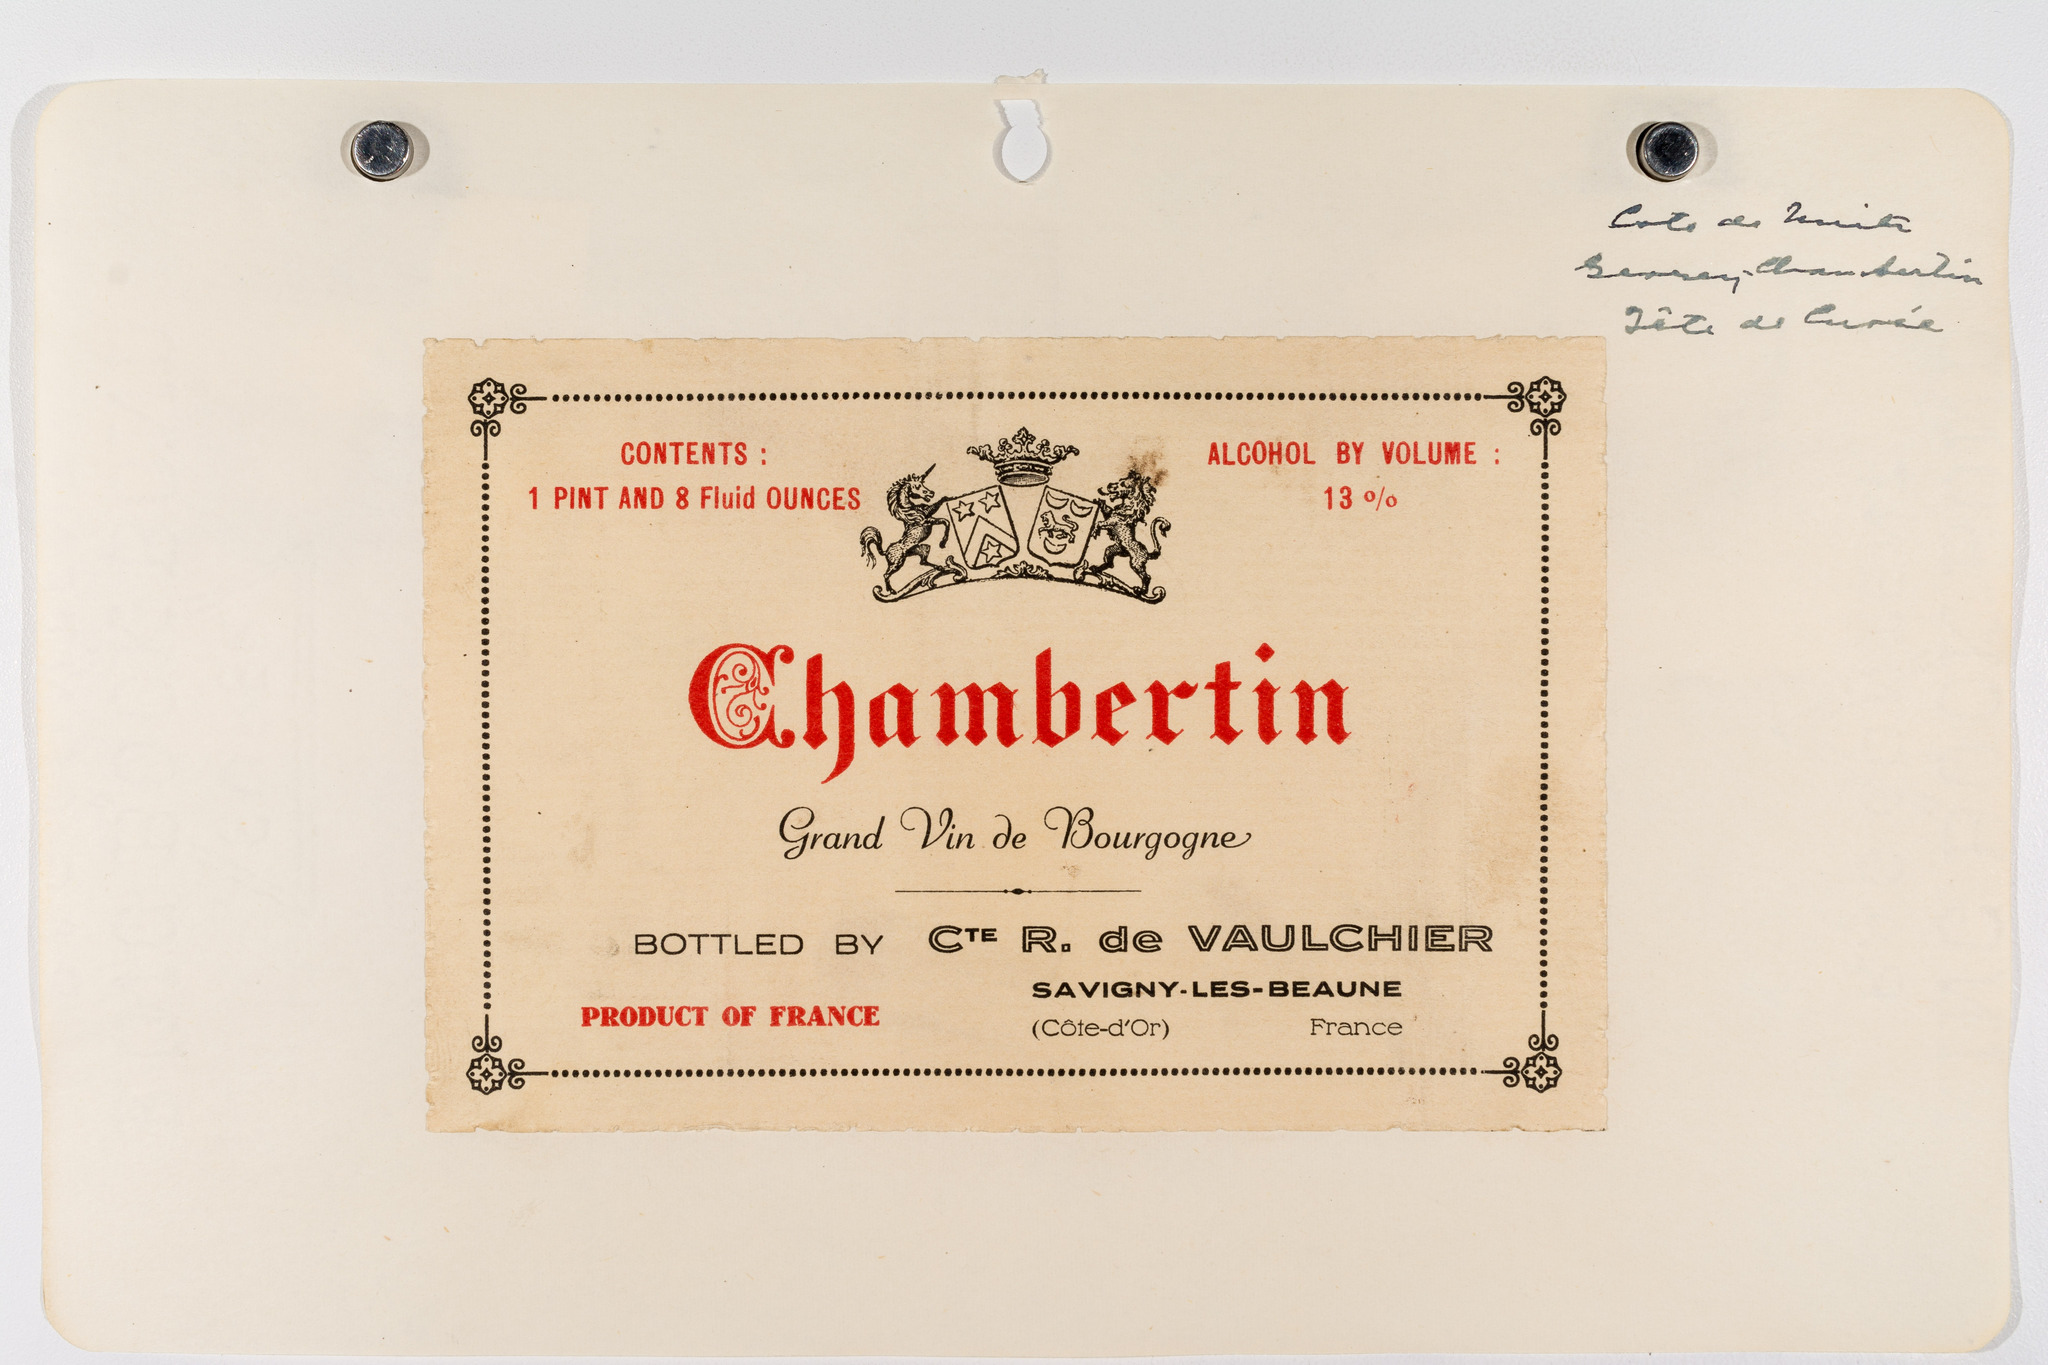 Cote de Nuits
Gevrey-Chambertin
Tête de Cuvée
CONTENTS :
1 PINT AND 8 Fluid OUNCES
ALCOHOL BY VOLUME :
13 %
Chambertin
Grand Vin de Bourgogne
BOTTLED BY CTE R. de VAULCHIER
SAVIGNY-LES-BEAUNE
PRODUCT OF FRANCE
(Côte-d'Or) France